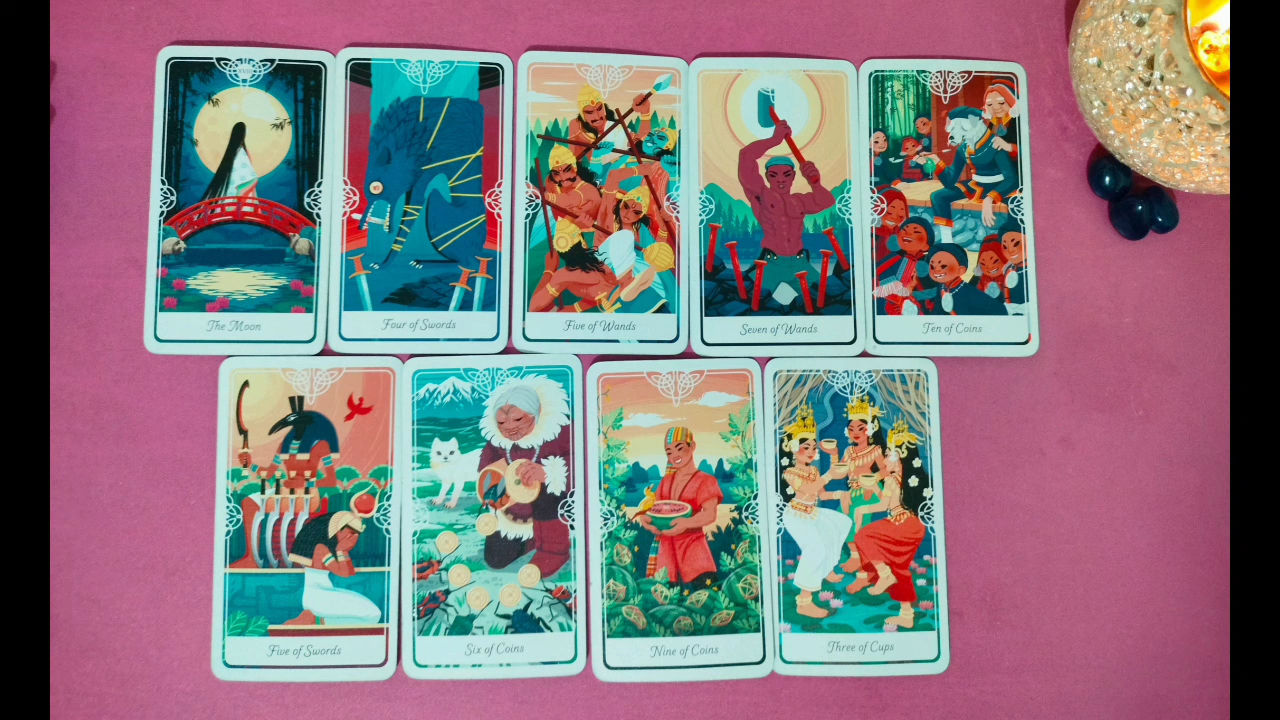 The Moon
Four of Swords
Five of Wands
Seven of Wands
Ten of Coins
Five of Swords
Six of Coins
Nine of Coins
Three of Cups